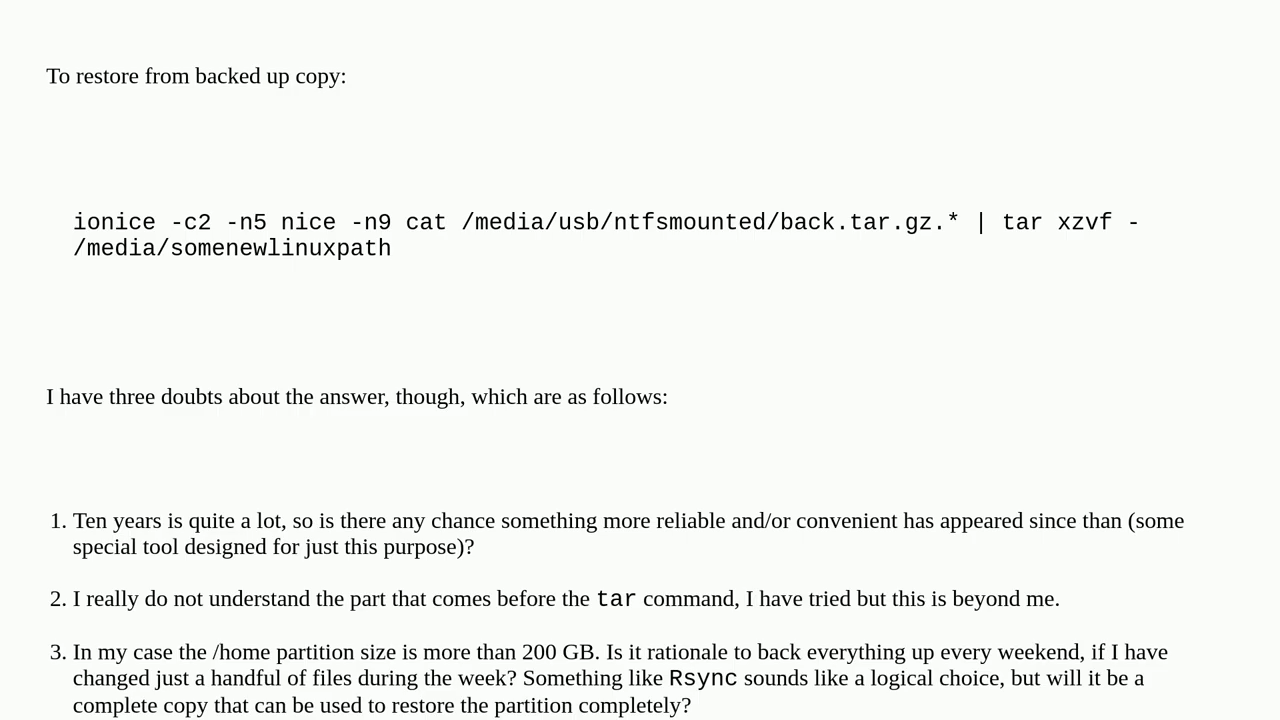 To restore from backed up copy:
ionice -c2 -n5 nice -n9 cat /media/usb/ntfsmounted/back.tar.gz.* | tar xzvf -
/media/somenewlinuxpath
I have three doubts about the answer, though, which are as follows:
1. Ten years is quite a lot, so is there any chance something more reliable and/or convenient has appeared since than (some
special tool designed for just this purpose)?
2. I really do not understand the part that comes before the tar command, I have tried but this is beyond me.
3. In my case the /home partition size is more than 200 GB. Is it rationale to back everything up every weekend, if I have
changed just a handful of files during the week? Something like Rsync sounds like a logical choice, but will it be a
complete copy that can be used to restore the partition completely?